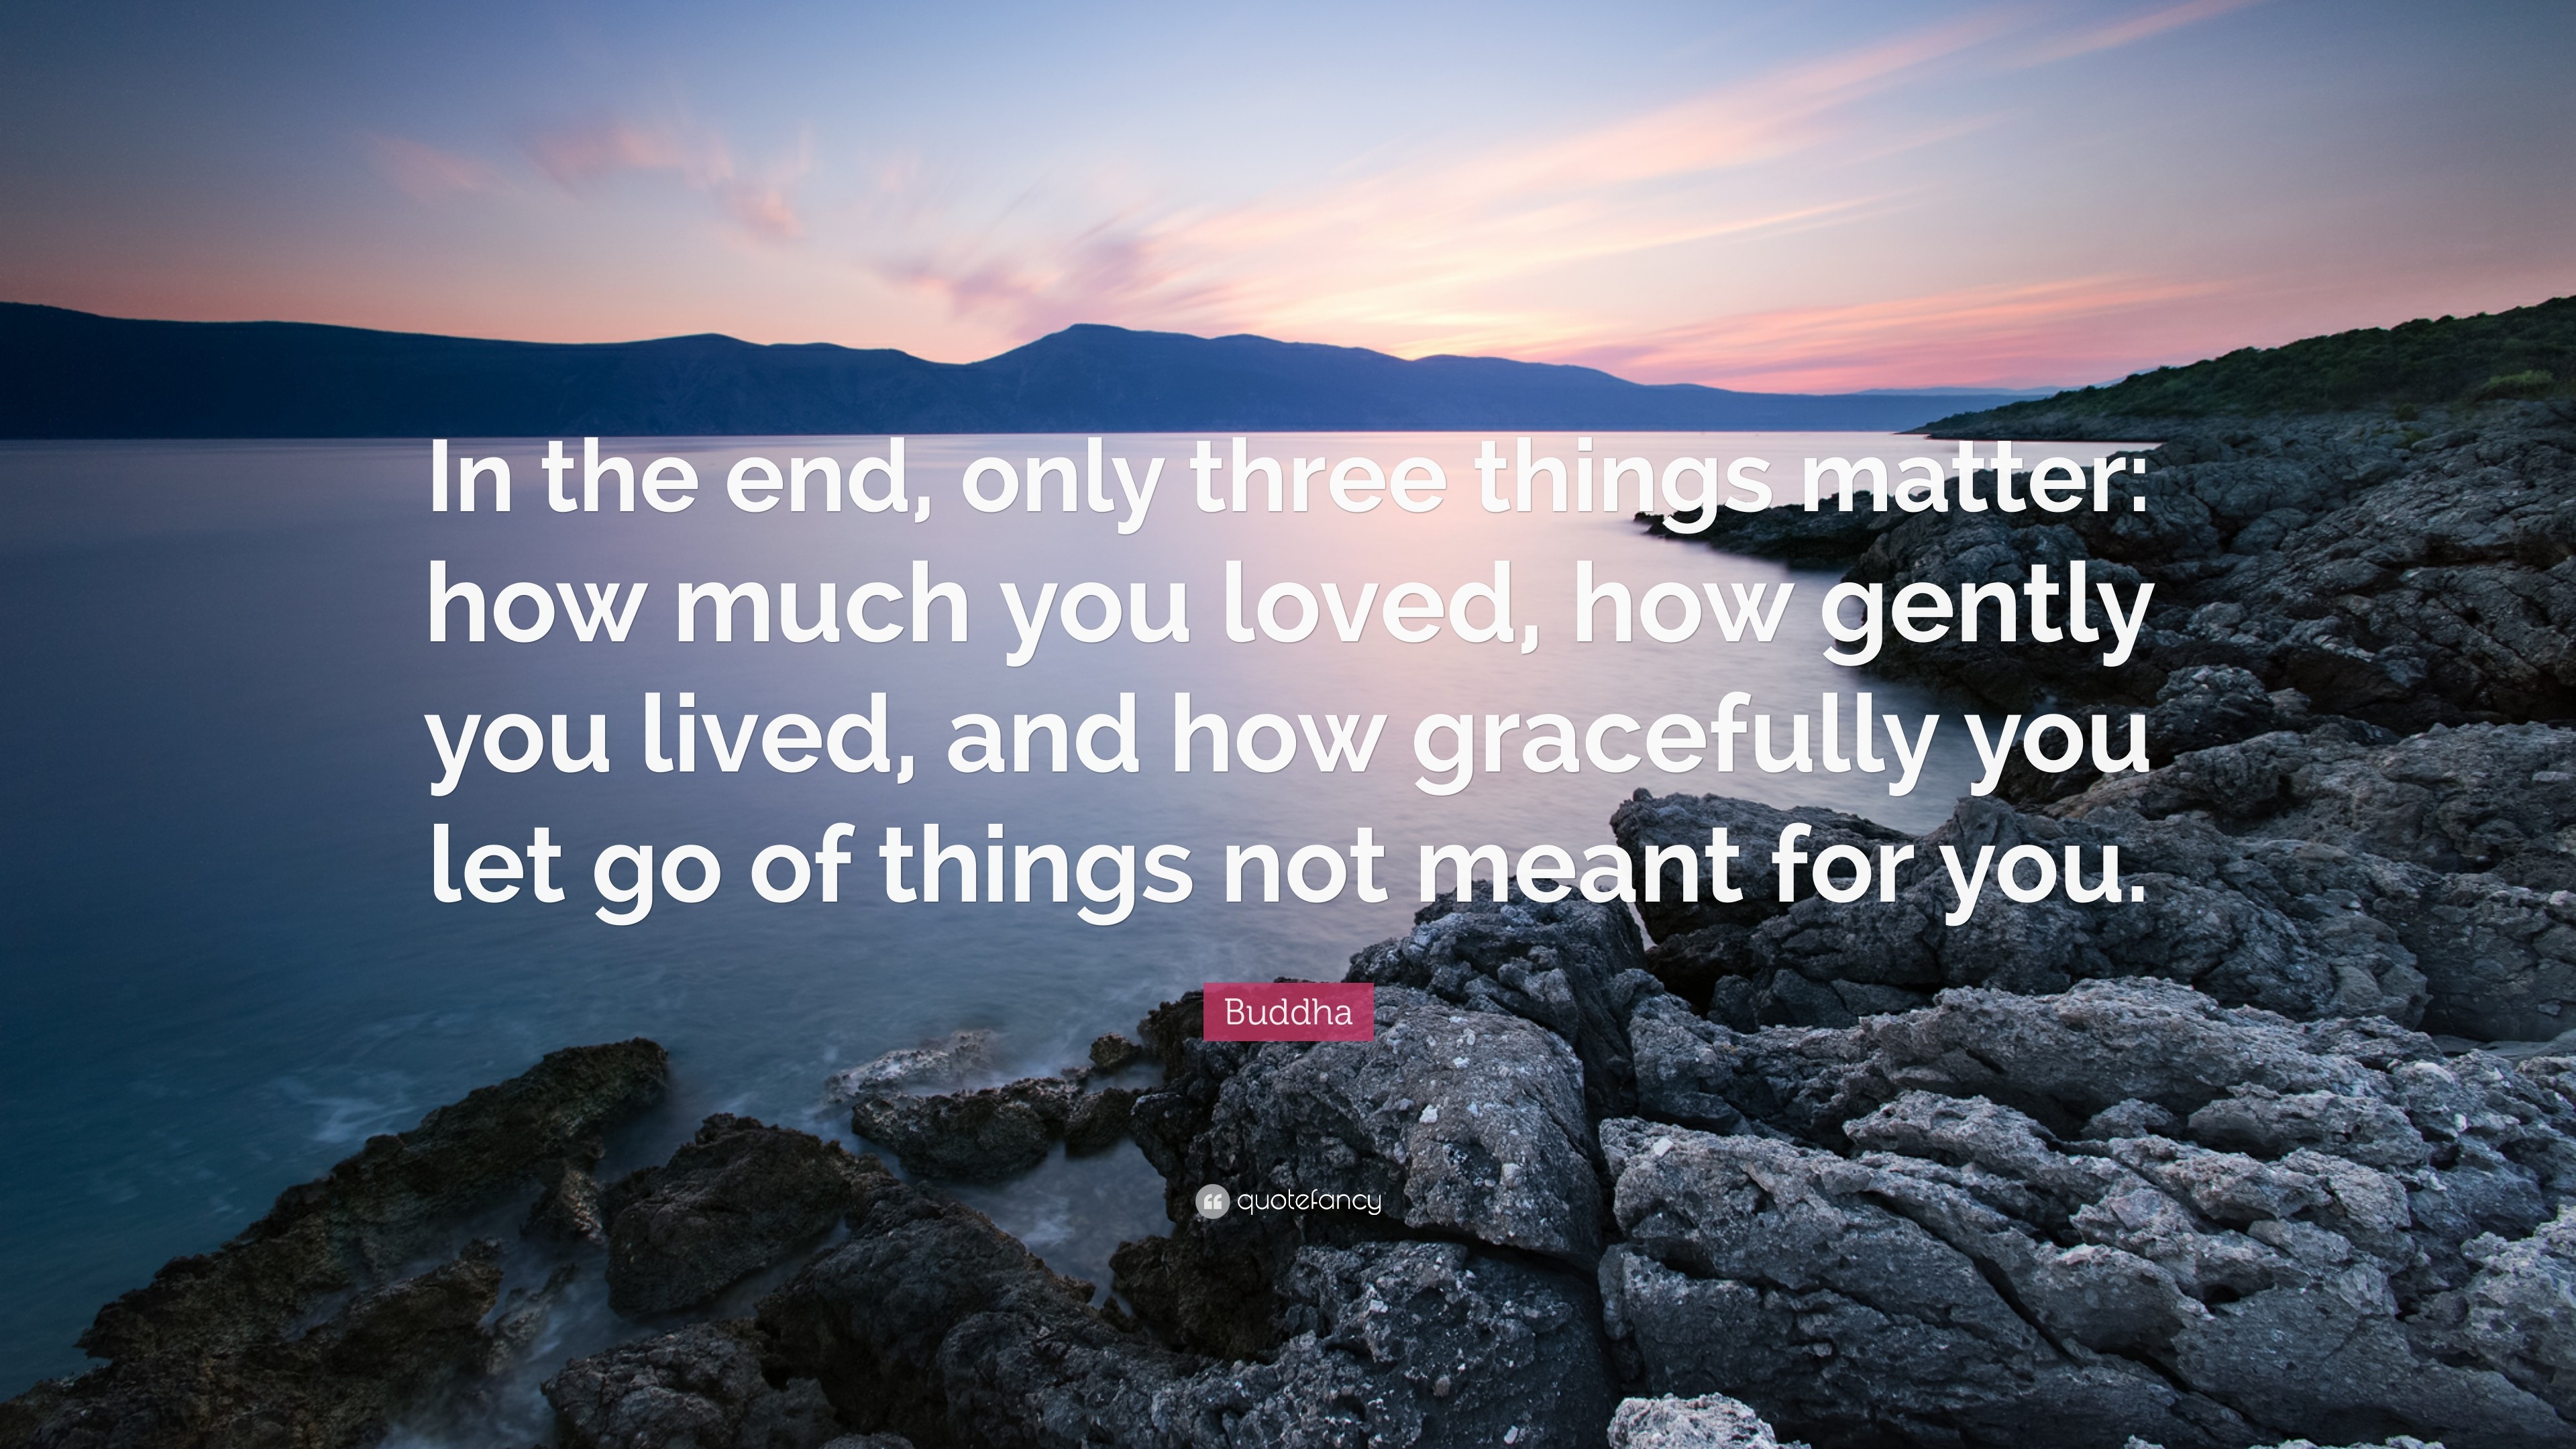 In the end, only three things matter:
how much you loved, how gently
you lived, and how gracefully you
let go of things not meant for you.
Buddha
quotefancy